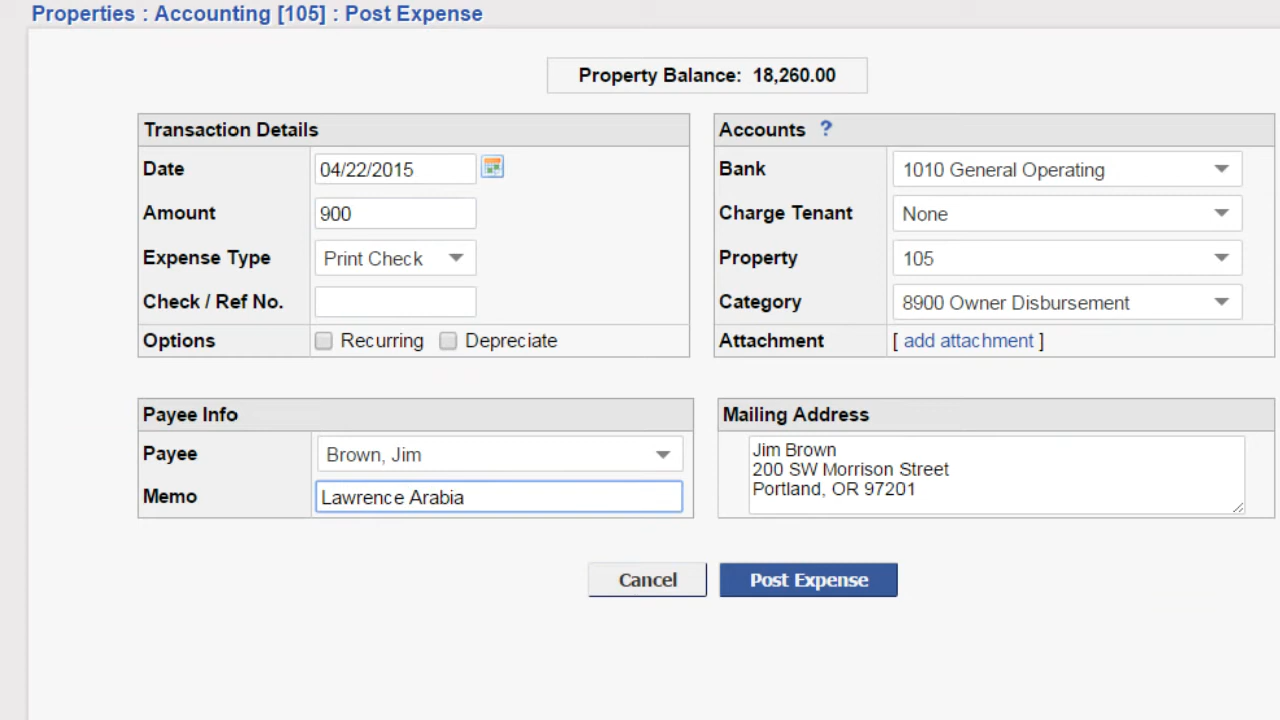 Properties : Accounting [105] : Post Expense
Property Balance: 18,260.00
Transaction Details
Date 04/22/2015
Amount 900
Expense Type Print Check
Check / Ref No.
Options Recurring Depreciate
Accounts ?
Bank 1010 General Operating
Charge Tenant None
Property 105
Category 8900 Owner Disbursement
Attachment [ add attachment ]
Payee Info
Payee Brown, Jim
Memo Lawrence Arabia
Mailing Address
Jim Brown
200 SW Morrison Street
Portland, OR 97201
Cancel Post Expense